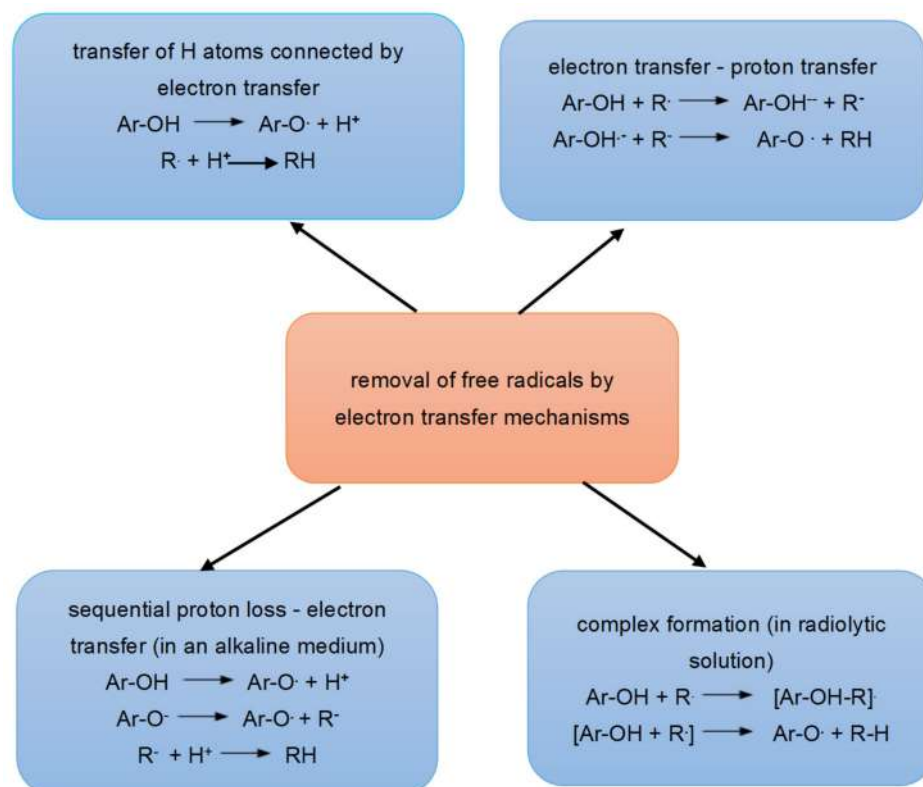 transfer of H atoms connected by
electron transfer
Ar-OH → Ar-O· + H⁺
R· + H⁺ → RH
electron transfer - proton transfer
Ar-OH + R· → Ar-OH·⁻ + R⁻
Ar-OH·⁻ + R⁻ → Ar-O · + RH
removal of free radicals by
electron transfer mechanisms
sequential proton loss - electron
transfer (in an alkaline medium)
Ar-OH → Ar-O· + H⁺
Ar-O⁻ → Ar-O· + R⁻
R⁻ + H⁺ → RH
complex formation (in radiolytic
solution)
Ar-OH + R· → [Ar-OH-R]·
[Ar-OH + R·] → Ar-O· + R-H